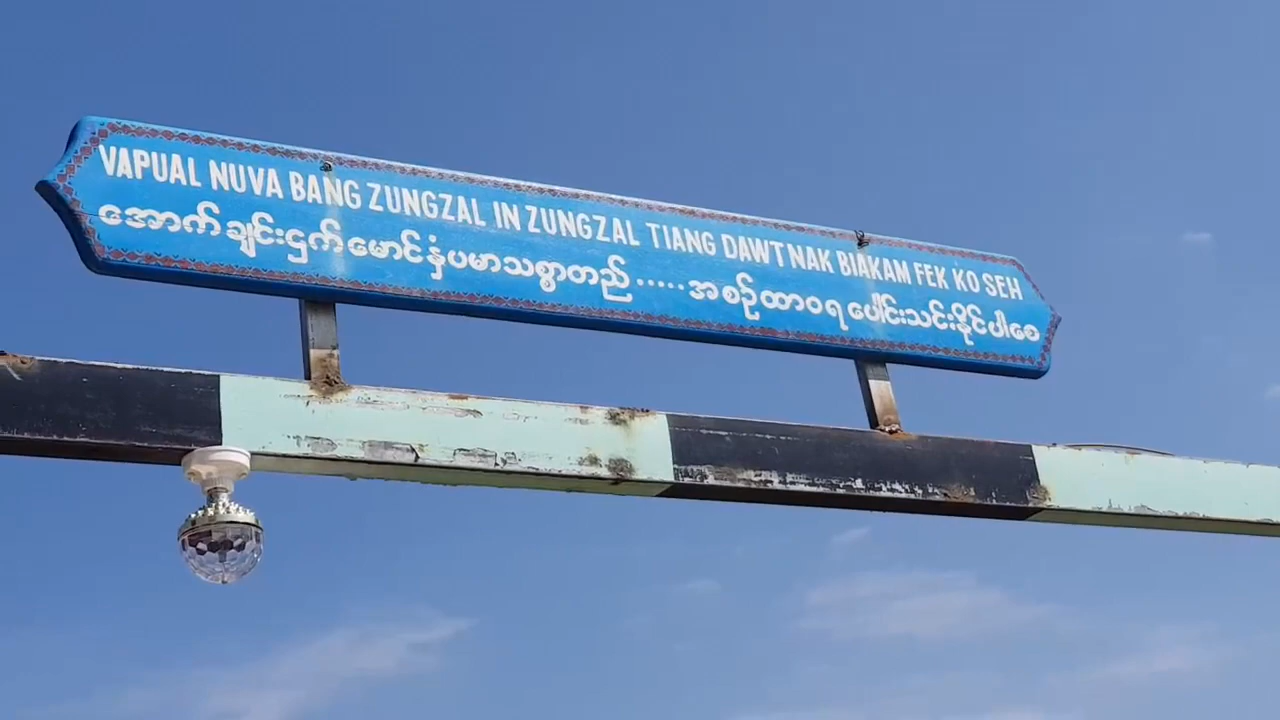 VAPUAL NUVA BANG ZUNGZAL IN ZUNGZAL TIANG DAWTNAK BIAKAM FEK KO SEH
အောက်ချင်းငှက်မောင်နှံပမာသစ္စာတည်.....အစဉ်ထာဝရပေါင်းသင်းနိုင်ပါစေ